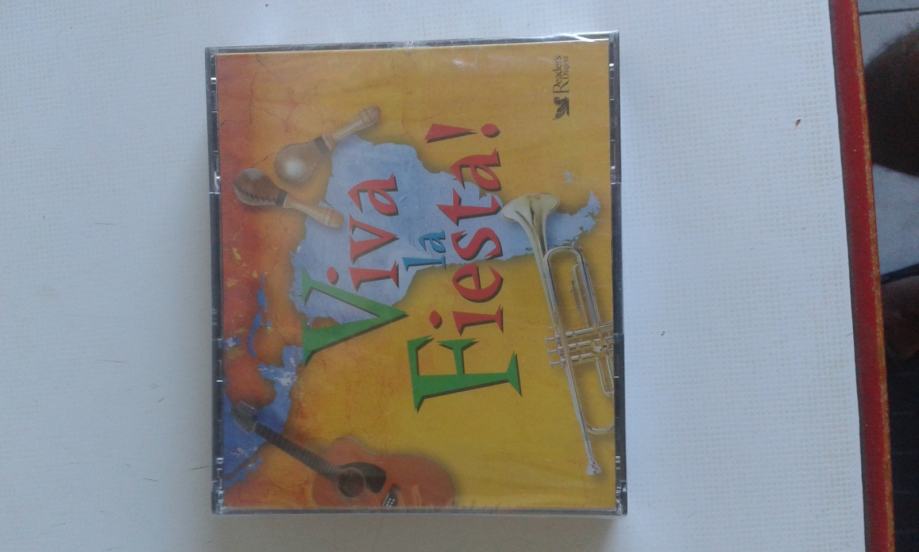 Reader's
Digest
Viva
la
Fiesta!